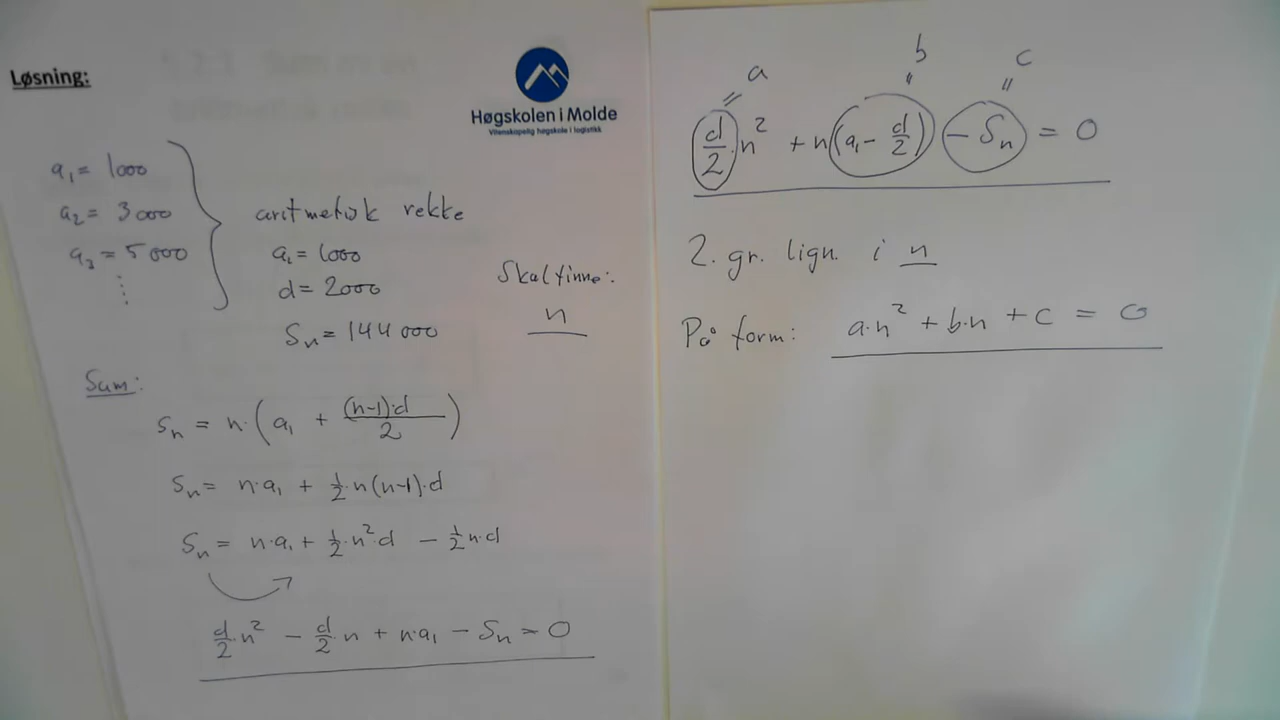 Løsning:
Høgskolen i Molde
Vitenskapelig høgskole i logistikk
a₁ = 1000
a₂ = 3000
a₃ = 5000
⋮
aritmetisk rekke
a₁ = 1000
d = 2000
Sₙ = 144 000
Skal finne:
n
Sum:
Sₙ = n·(a₁ + (n-1)·d/2)
Sₙ = n·a₁ + ½·n(n-1)·d
Sₙ = n·a₁ + ½·n²·d - ½n·d
d/2·n² - d/2·n + n·a₁ - Sₙ = 0
a b c
= = =
d/2 n² + n(a₁ - d/2) - Sₙ = 0
2. gr. lign. i n
På form: a·n² + b·n + c = 0